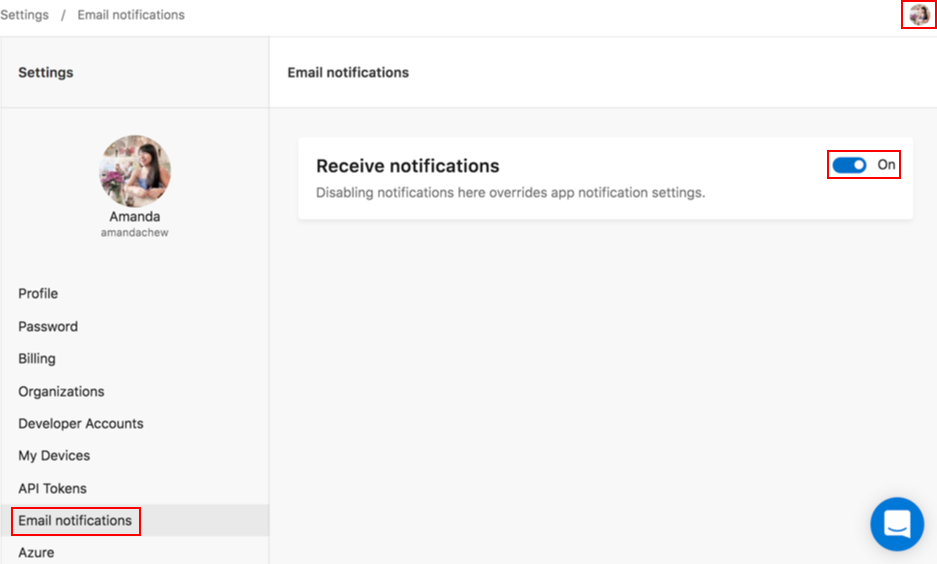 Settings / Email notifications
Settings
Email notifications
Amanda
amandachew
Receive notifications
On
Disabling notifications here overrides app notification settings.
Profile
Password
Billing
Organizations
Developer Accounts
My Devices
API Tokens
Email notifications
Azure